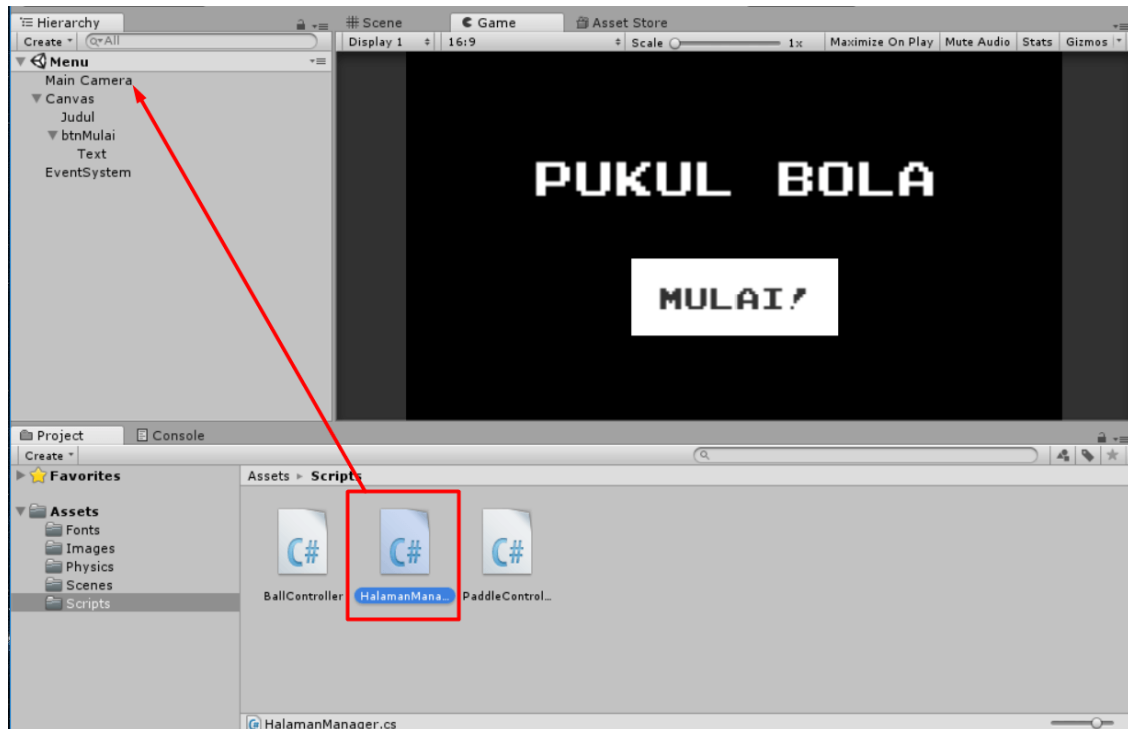 Hierarchy
Create
All
Menu
Main Camera
Canvas
Judul
btnMulai
Text
EventSystem
Scene
Game
Asset Store
Display 1
16:9
Scale
1x
Maximize On Play
Mute Audio
Stats
Gizmos
PUKUL BOLA
MULAI!
Project
Console
Create
Favorites
Assets
Fonts
Images
Physics
Scenes
Scripts
Assets ▸ Scripts
C#
C#
C#
BallController
HalamanMana...
PaddleControl...
HalamanManager.cs